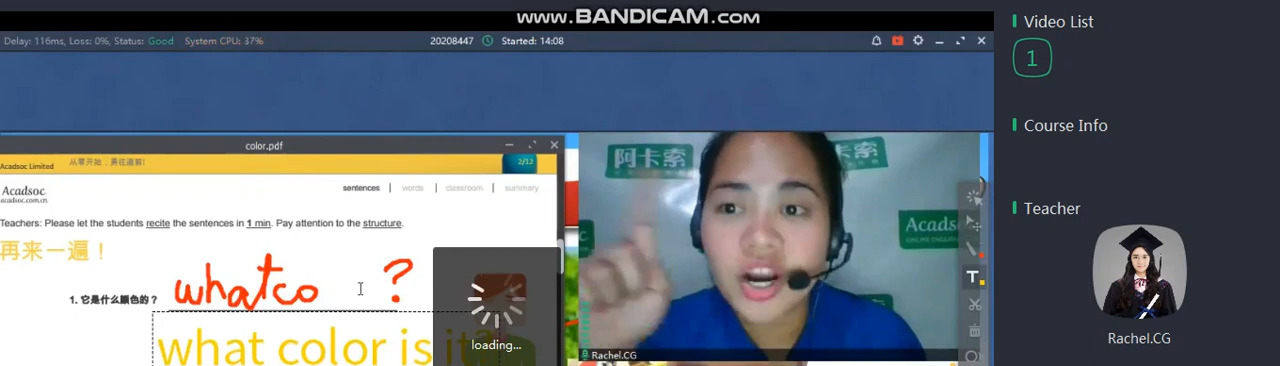 www.BANDICAM.com
Delay: 116ms, Loss: 0%, Status: Good System CPU: 37%
20208447 Started: 14:08
Video List
1
Course Info
Teacher
Rachel.CG
color.pdf
Acadsoc Limited 从零开始，勇往直前! 2/12
Acadsoc
acadsoc.com.cn
sentences | words | classroom | summary
Teachers: Please let the students recite the sentences in 1 min. Pay attention to the structure.
再来一遍！
1. 它是什么颜色的？ whatco ?
what color is it?
loading...
阿卡索
卡索
Acadso
Rachel.CG
T